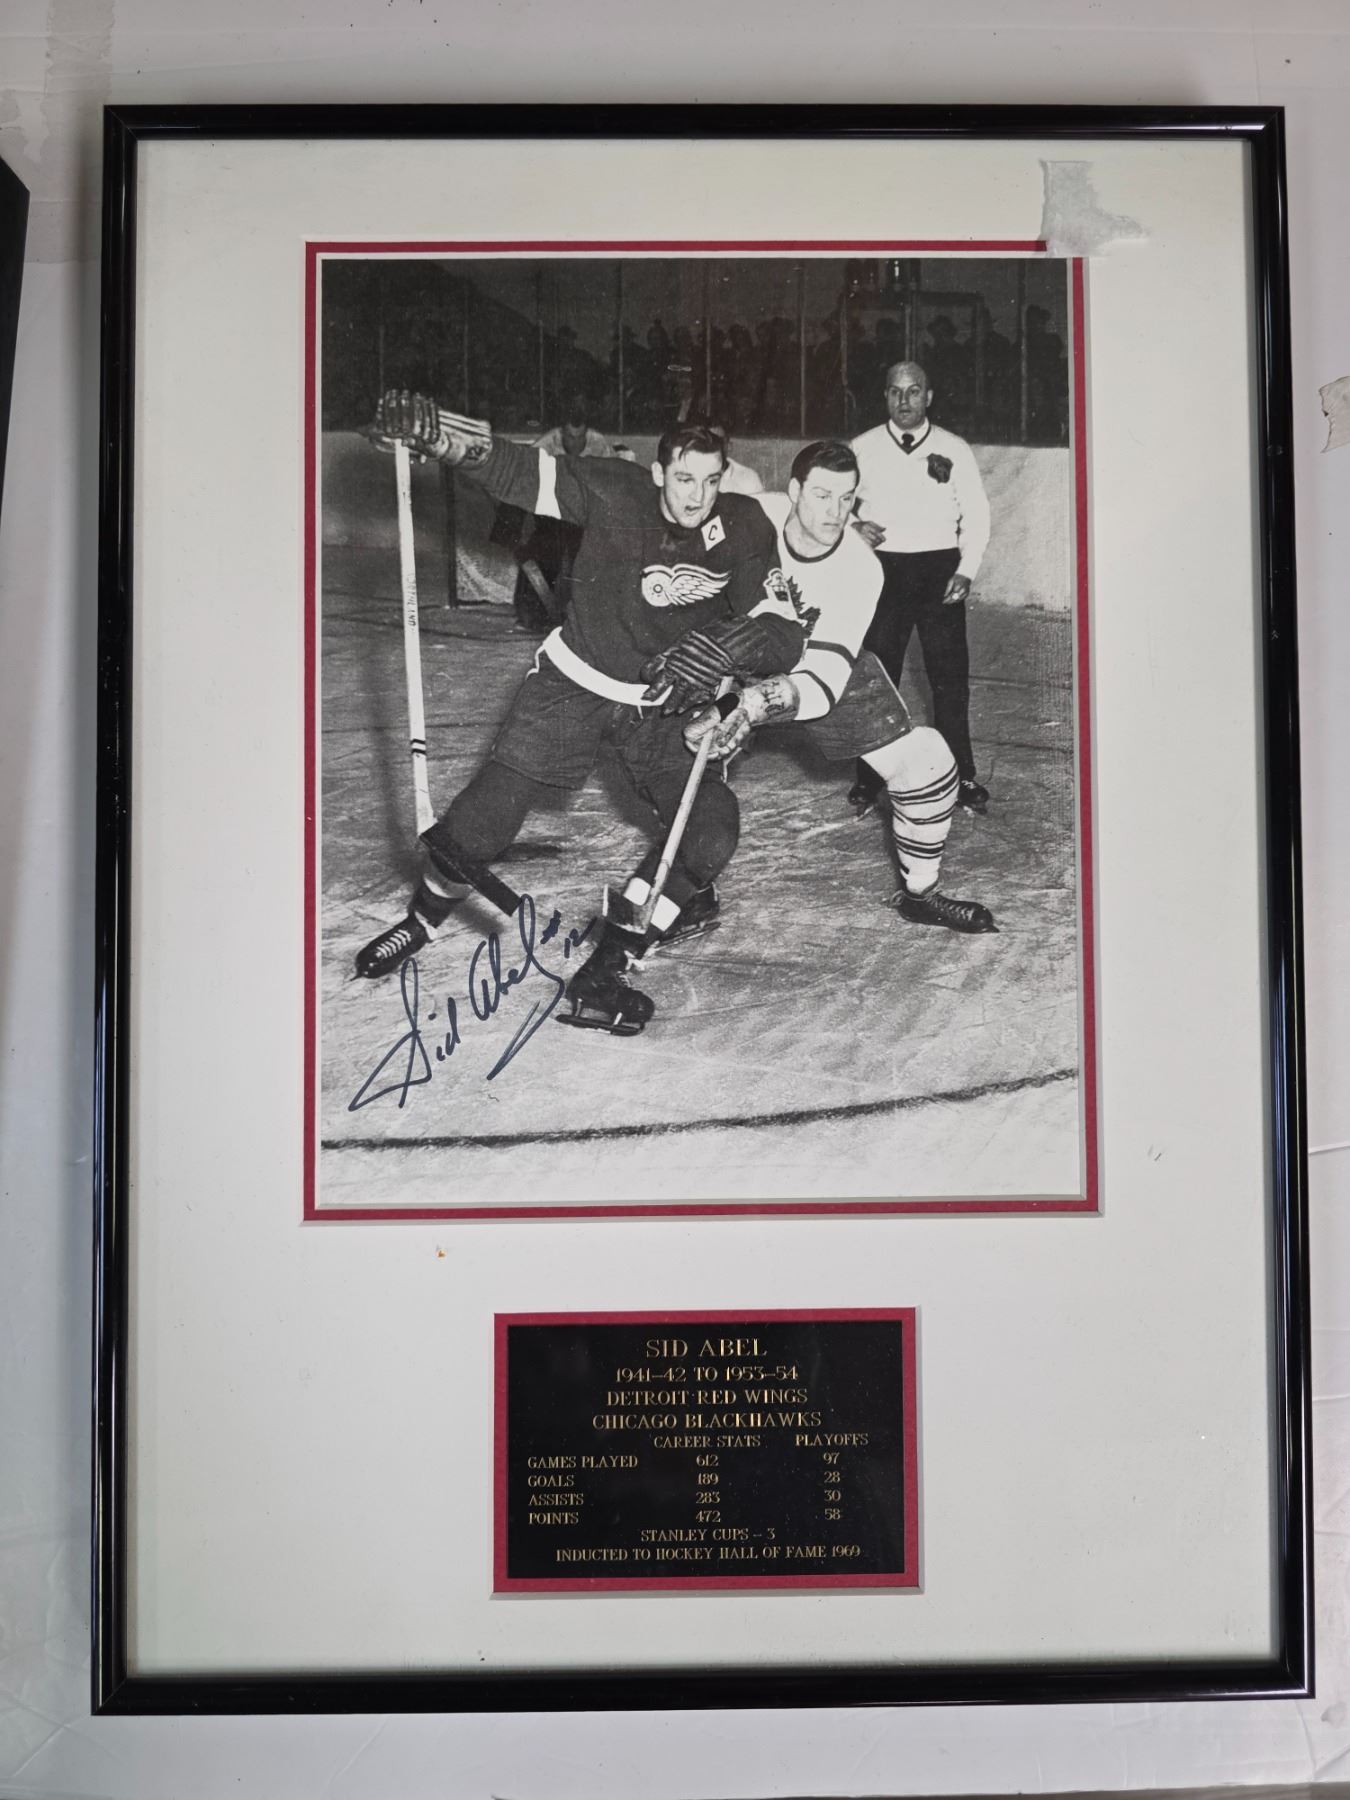 C
Sid Abel #12
SID ABEL
1941-42 TO 1953-54
DETROIT RED WINGS
CHICAGO BLACKHAWKS
CAREER STATS PLAYOFFS
GAMES PLAYED 612 97
GOALS 189 28
ASSISTS 283 30
POINTS 472 58
STANLEY CUPS - 3
INDUCTED TO HOCKEY HALL OF FAME 1969